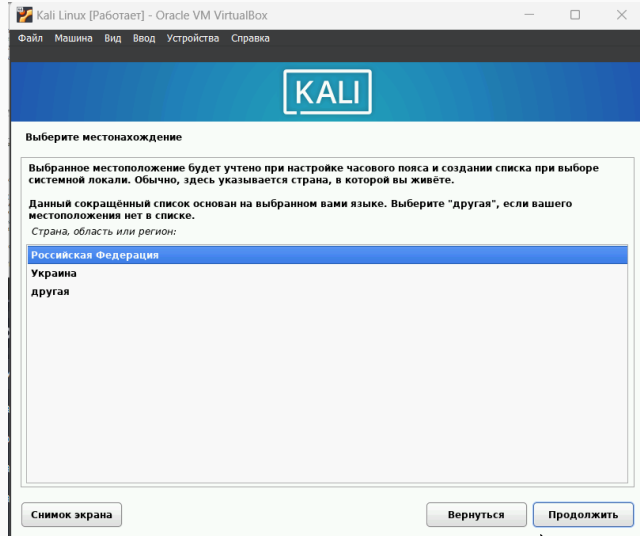 Kali Linux [Работает] - Oracle VM VirtualBox
Файл Машина Вид Ввод Устройства Справка
KALI
Выберите местонахождение
Выбранное местоположение будет учтено при настройке часового пояса и создании списка при выборе
системной локали. Обычно, здесь указывается страна, в которой вы живёте.
Данный сокращённый список основан на выбранном вами языке. Выберите "другая", если вашего
местоположения нет в списке.
Страна, область или регион:
Российская Федерация
Украина
другая
Снимок экрана
Вернуться
Продолжить